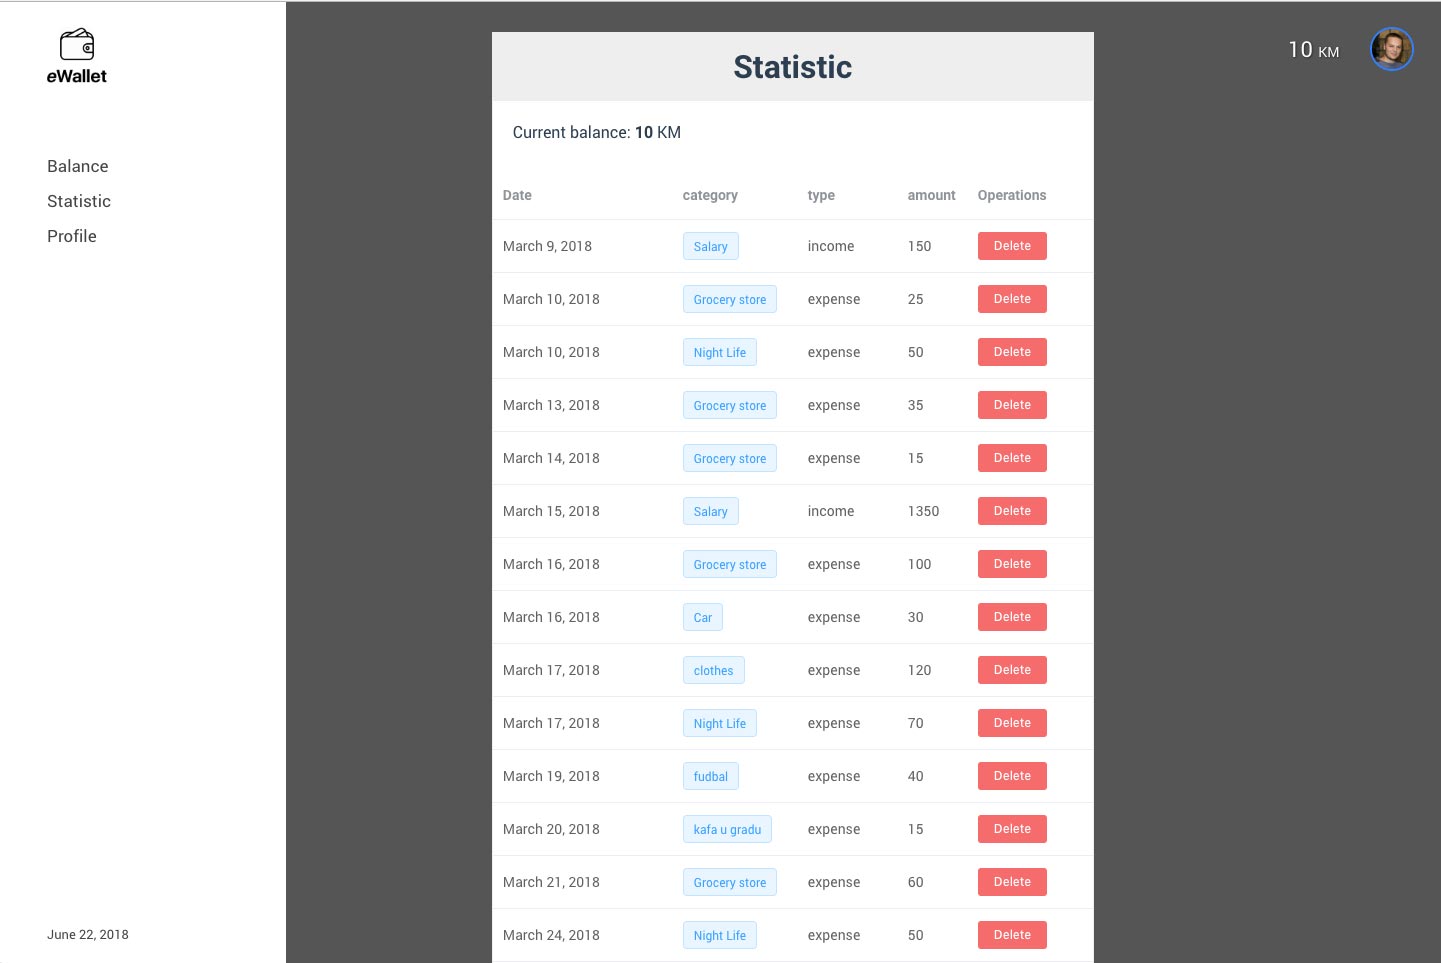 eWallet
Balance
Statistic
Profile
June 22, 2018
10 KM
Statistic
Current balance: 10 KM
Date category type amount Operations
March 9, 2018 Salary income 150 Delete
March 10, 2018 Grocery store expense 25 Delete
March 10, 2018 Night Life expense 50 Delete
March 13, 2018 Grocery store expense 35 Delete
March 14, 2018 Grocery store expense 15 Delete
March 15, 2018 Salary income 1350 Delete
March 16, 2018 Grocery store expense 100 Delete
March 16, 2018 Car expense 30 Delete
March 17, 2018 clothes expense 120 Delete
March 17, 2018 Night Life expense 70 Delete
March 19, 2018 fudbal expense 40 Delete
March 20, 2018 kafa u gradu expense 15 Delete
March 21, 2018 Grocery store expense 60 Delete
March 24, 2018 Night Life expense 50 Delete